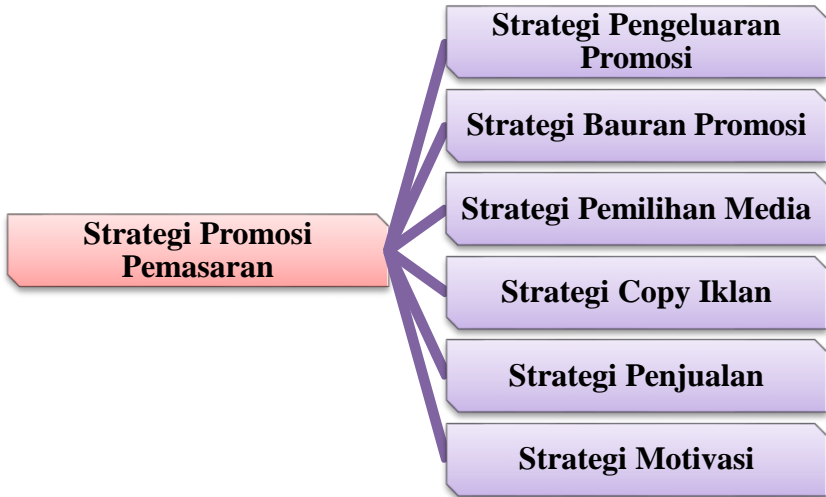 Strategi Promosi
Pemasaran
Strategi Pengeluaran
Promosi
Strategi Bauran Promosi
Strategi Pemilihan Media
Strategi Copy Iklan
Strategi Penjualan
Strategi Motivasi